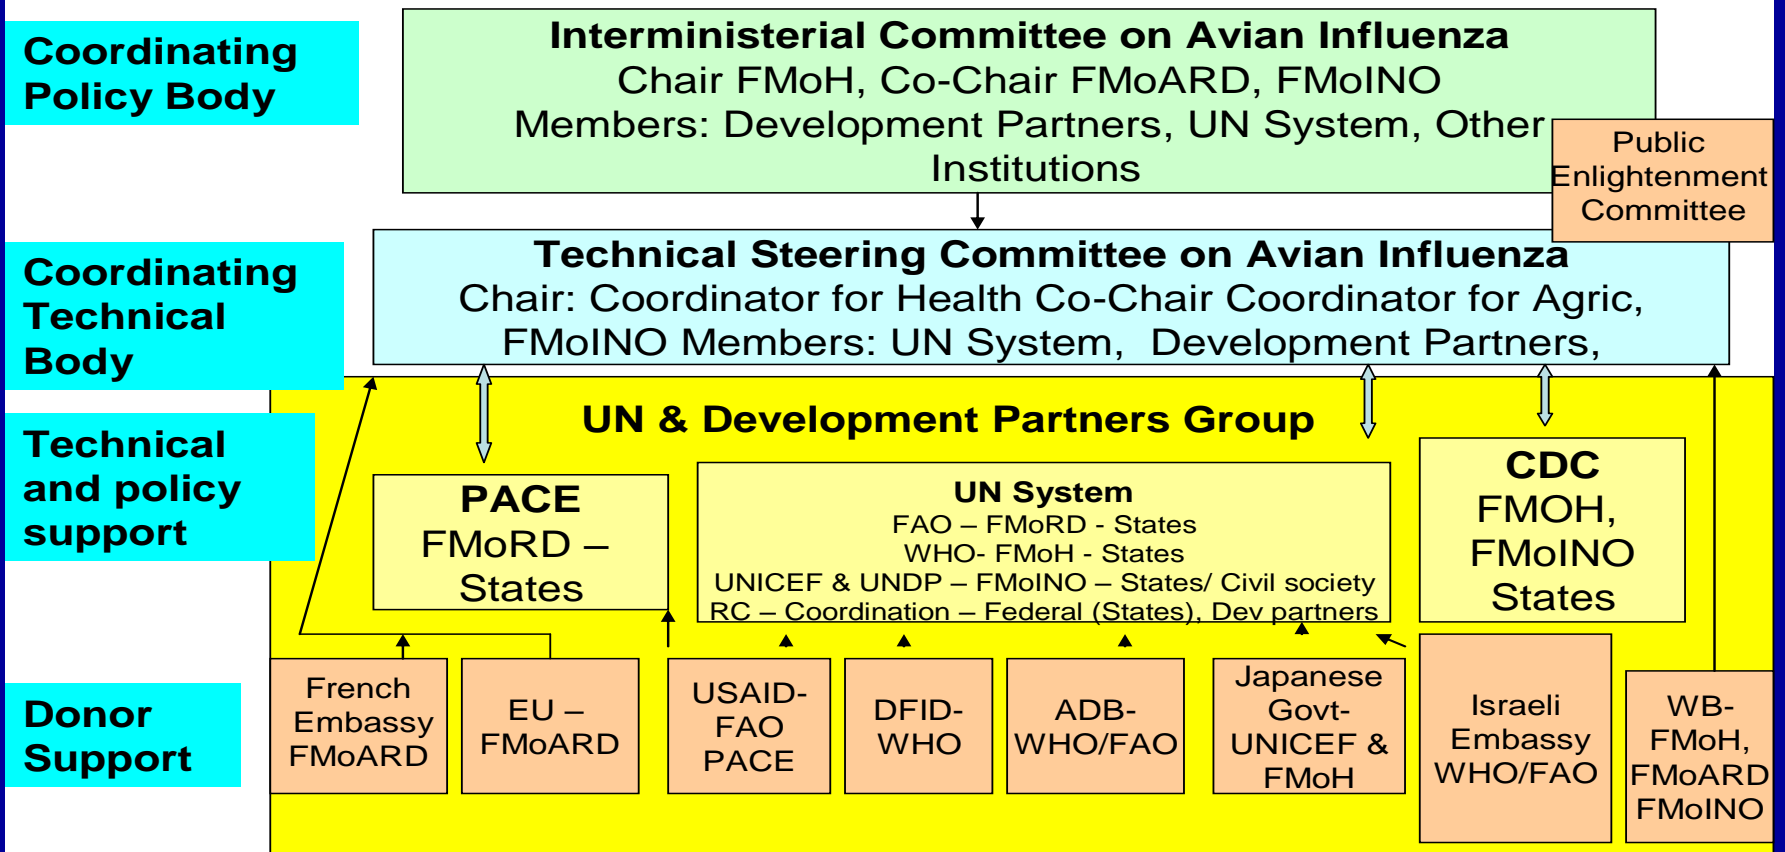 Coordinating
Policy Body
Interministerial Committee on Avian Influenza
Chair FMoH, Co-Chair FMoARD, FMoINO
Members: Development Partners, UN System, Other
Institutions
Public
Enlightenment
Committee
Coordinating
Technical
Body
Technical Steering Committee on Avian Influenza
Chair: Coordinator for Health Co-Chair Coordinator for Agric,
FMoINO Members: UN System, Development Partners,
Technical
and policy
support
UN & Development Partners Group
PACE
FMoRD –
States
UN System
FAO – FMoRD - States
WHO- FMoH - States
UNICEF & UNDP – FMoINO – States/ Civil society
RC – Coordination – Federal (States), Dev partners
CDC
FMOH,
FMoINO
States
Donor
Support
French
Embassy
FMoARD
EU –
FMoARD
USAID-
FAO
PACE
DFID-
WHO
ADB-
WHO/FAO
Japanese
Govt-
UNICEF &
FMoH
Israeli
Embassy
WHO/FAO
WB-
FMoH,
FMoARD
FMoINO